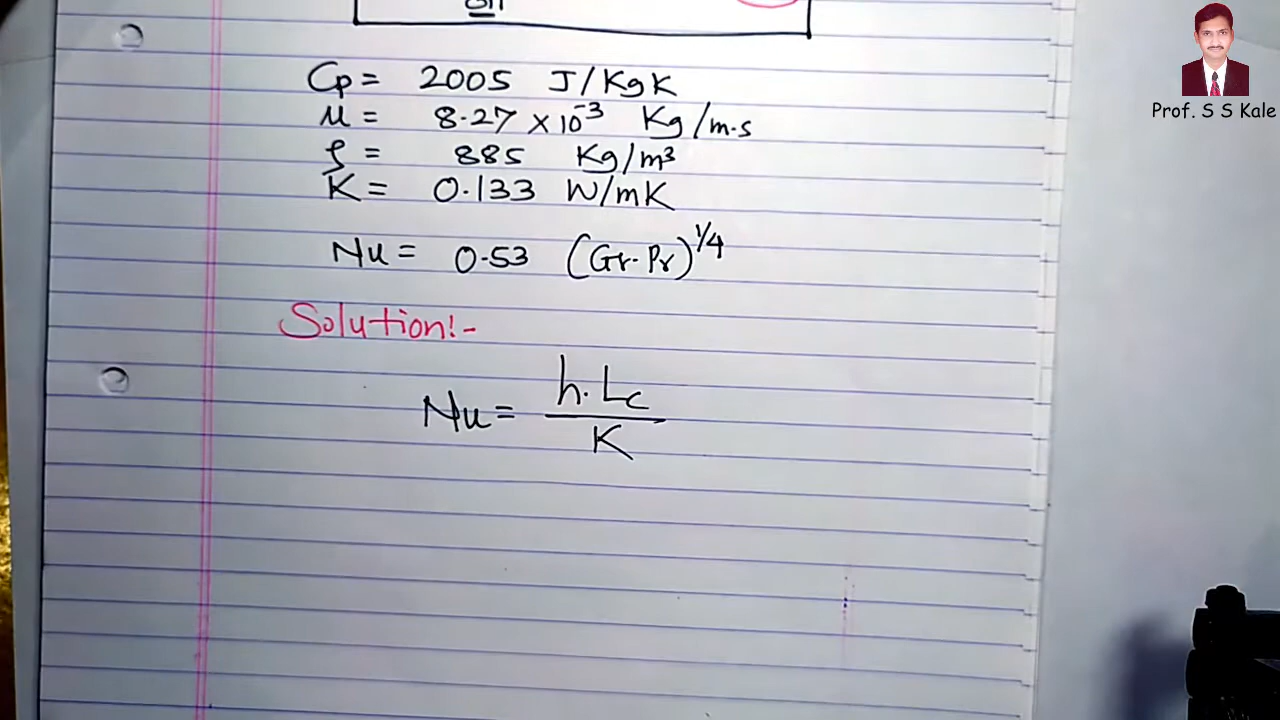 Cp = 2005 J/KgK
μ = 8.27 × 10⁻³ Kg/m.s
ρ = 885 Kg/m³
K = 0.133 W/mK
Nu = 0.53 (Gr.Pr)^1/4
Solution:-
Nu = h.Lc / K
Prof. S S Kale